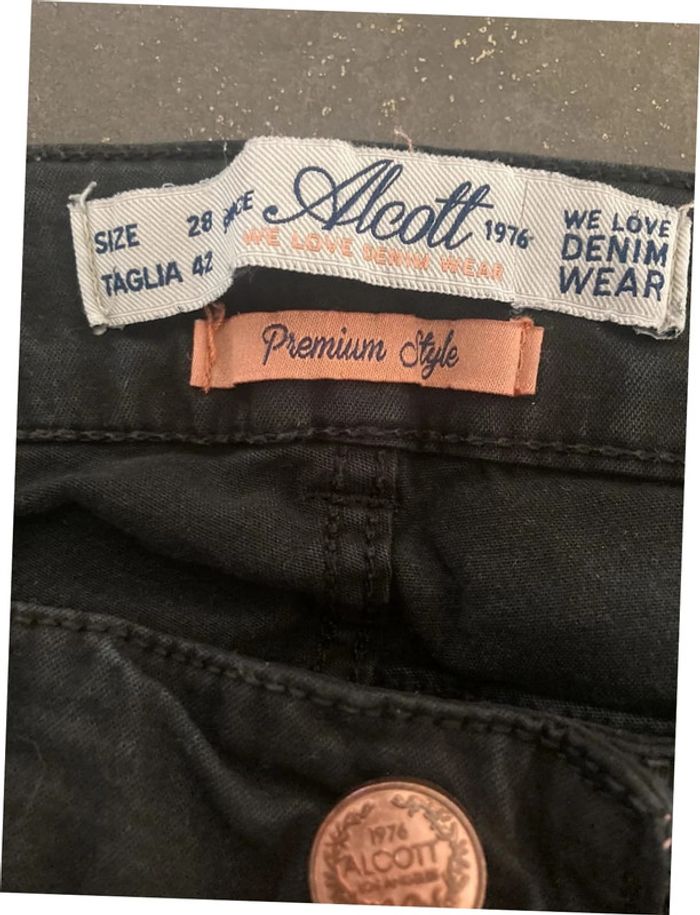 SIZE 28
TAGLIA 42
Alcott 1976
WE LOVE DENIM WEAR
WE LOVE
DENIM
WEAR
Premium Style
1976
ALCOTT